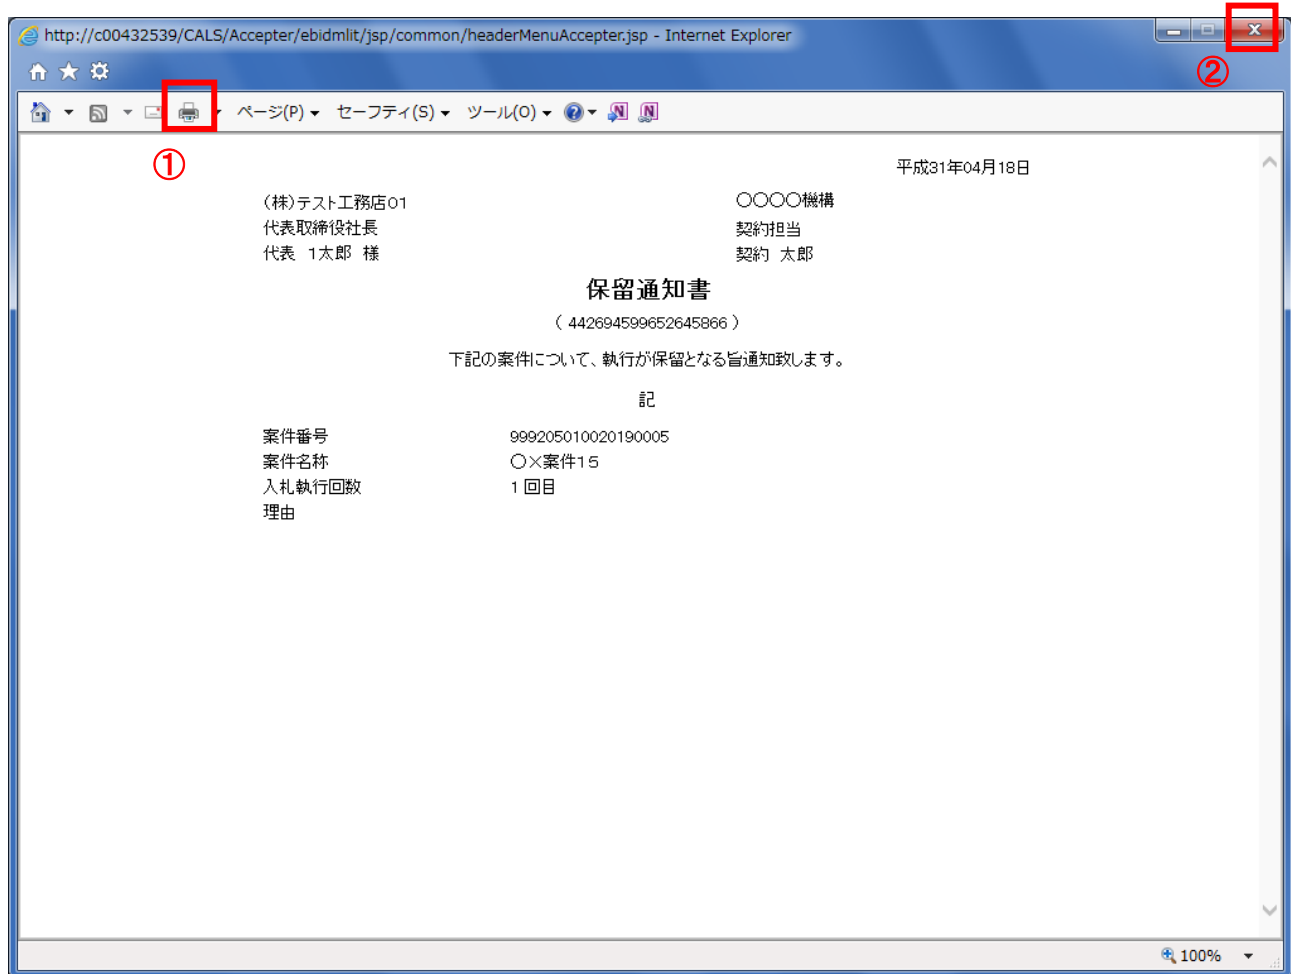 http://c00432539/CALS/Accepter/ebidmlit/jsp/common/headerMenuAccepter.jsp - Internet Explorer
②
ページ(P) セーフティ(S) ツール(O)
①
平成31年04月18日
(株)テスト工務店01 〇〇〇〇機構
代表取締役社長 契約担当
代表 1太郎 様 契約 太郎
保留通知書
( 442694599652645866 )
下記の案件について、執行が保留となる旨通知致します。
記
案件番号 999205010020190005
案件名称 〇×案件15
入札執行回数 1回目
理由
100%